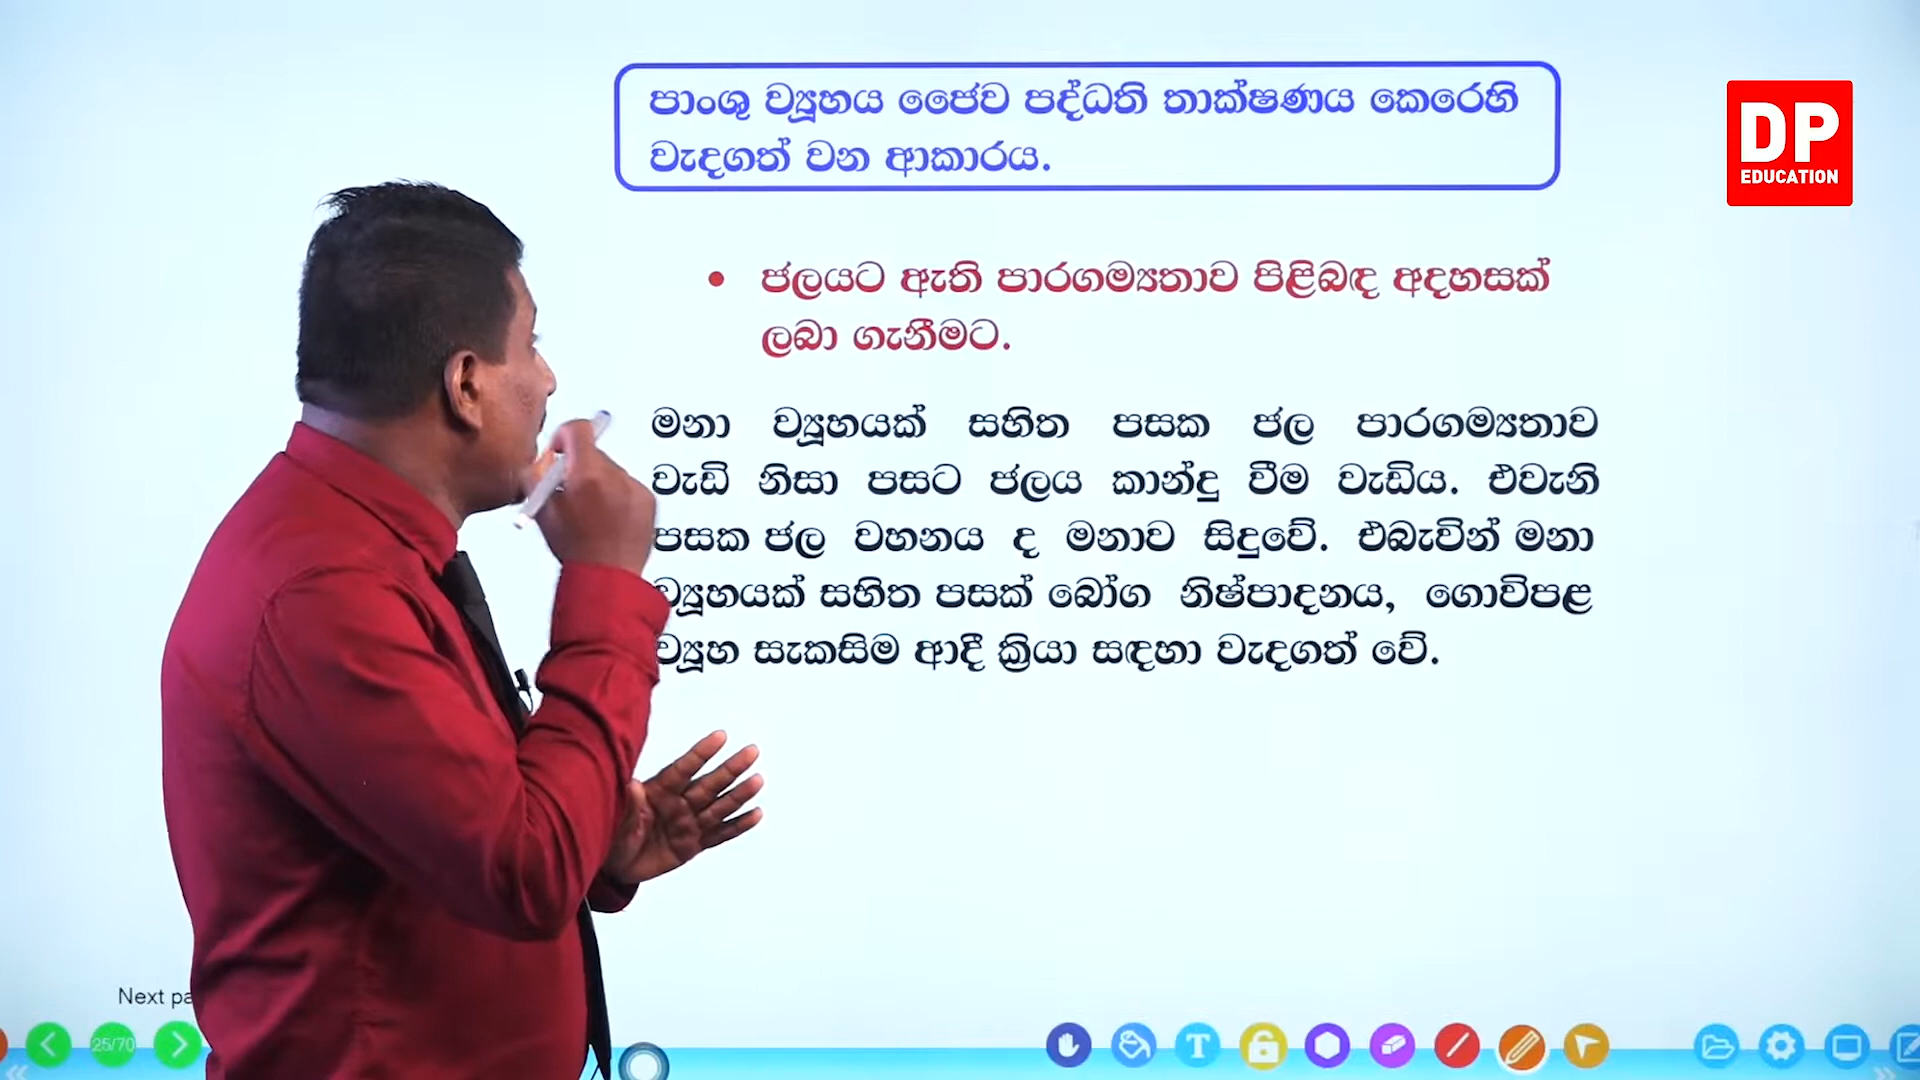 පාංශු ව්‍යූහය ජෛව පද්ධති තාක්ෂණය කෙරෙහි
වැදගත් වන ආකාරය.
DP
EDUCATION
• ජලයට ඇති පාරගම්‍යතාව පිළිබඳ අදහසක්
ලබා ගැනීමට.
මනා ව්‍යූහයක් සහිත පසක ජල පාරගම්‍යතාව
වැඩි නිසා පසට ජලය කාන්දු වීම වැඩිය. එවැනි
පසක ජල වහනය ද මනාව සිදුවේ. එබැවින් මනා
ව්‍යූහයක් සහිත පසක් බෝග නිෂ්පාදනය, ගොවිපළ
ව්‍යූහ සැකසිම ආදී ක්‍රියා සඳහා වැදගත් වේ.
Next
25/70